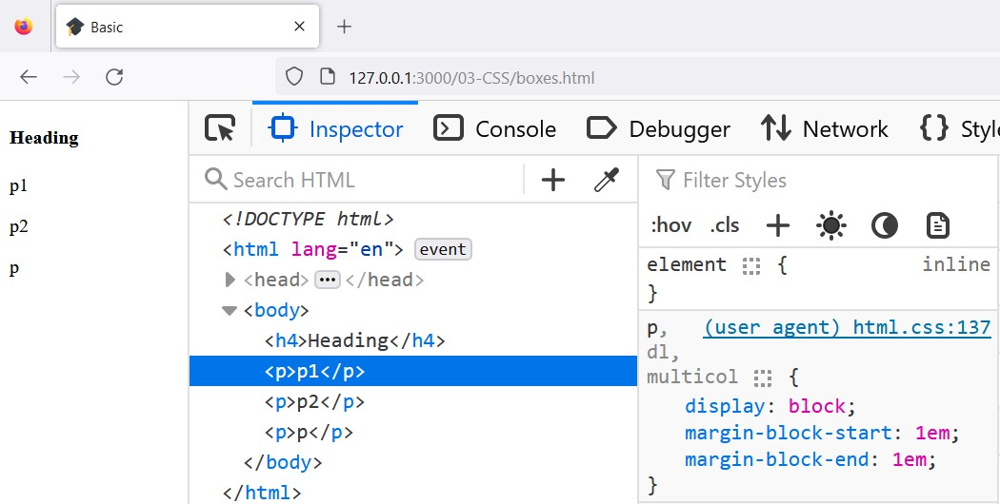 Basic
127.0.0.1:3000/03-CSS/boxes.html
Heading
p1
p2
p
Inspector Console Debugger Network Style
Search HTML
<!DOCTYPE html>
<html lang="en"> event
<head> ••• </head>
<body>
<h4>Heading</h4>
<p>p1</p>
<p>p2</p>
<p>p</p>
</body>
</html>
Filter Styles
:hov .cls
element { inline
}
p, (user agent) html.css:137
dl,
multicol {
display: block;
margin-block-start: 1em;
margin-block-end: 1em;
}